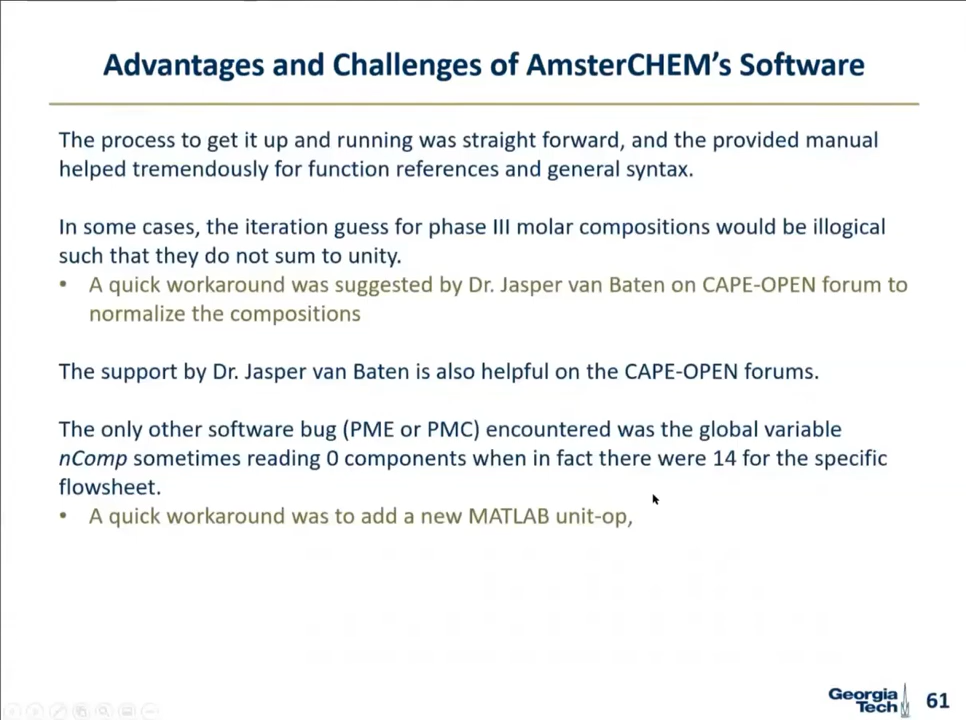 Advantages and Challenges of AmsterCHEM's Software
The process to get it up and running was straight forward, and the provided manual
helped tremendously for function references and general syntax.
In some cases, the iteration guess for phase III molar compositions would be illogical
such that they do not sum to unity.
• A quick workaround was suggested by Dr. Jasper van Baten on CAPE-OPEN forum to
normalize the compositions
The support by Dr. Jasper van Baten is also helpful on the CAPE-OPEN forums.
The only other software bug (PME or PMC) encountered was the global variable
nComp sometimes reading 0 components when in fact there were 14 for the specific
flowsheet.
• A quick workaround was to add a new MATLAB unit-op,
Georgia
Tech
61